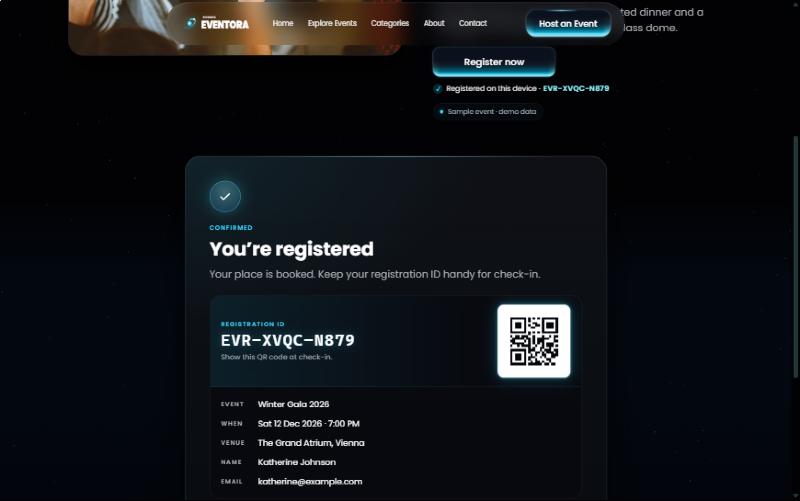 EVENTORA
Home
Explore Events
Categories
About
Contact
Host an Event
ted dinner and a
lass dome.
Register now
Registered on this device · EVR-XVQC-N879
Sample event · demo data
CONFIRMED
You’re registered
Your place is booked. Keep your registration ID handy for check-in.
REGISTRATION ID
EVR-XVQC-N879
Show this QR code at check-in.
EVENT Winter Gala 2026
WHEN Sat 12 Dec 2026 · 7:00 PM
VENUE The Grand Atrium, Vienna
NAME Katherine Johnson
EMAIL katherine@example.com